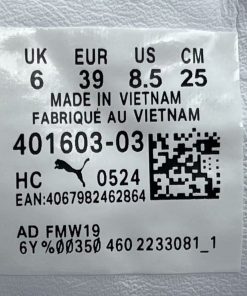 UK EUR US CM
6 39 8.5 25
MADE IN VIETNAM
FABRIQUÉ AU VIETNAM
401603-03
HC 0524
EAN:4067982462864
AD FMW19
6Y %00350 460 2233081_1